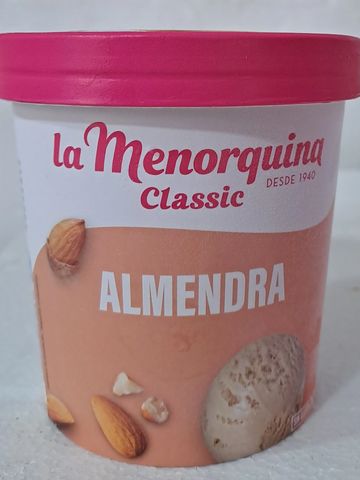 la Menorquina
DESDE 1940
Classic
ALMENDRA